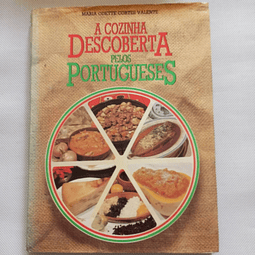 MARIA ODETTE CORTES VALENTE
A COZINHA
DESCOBERTA
PELOS
PORTUGUESES